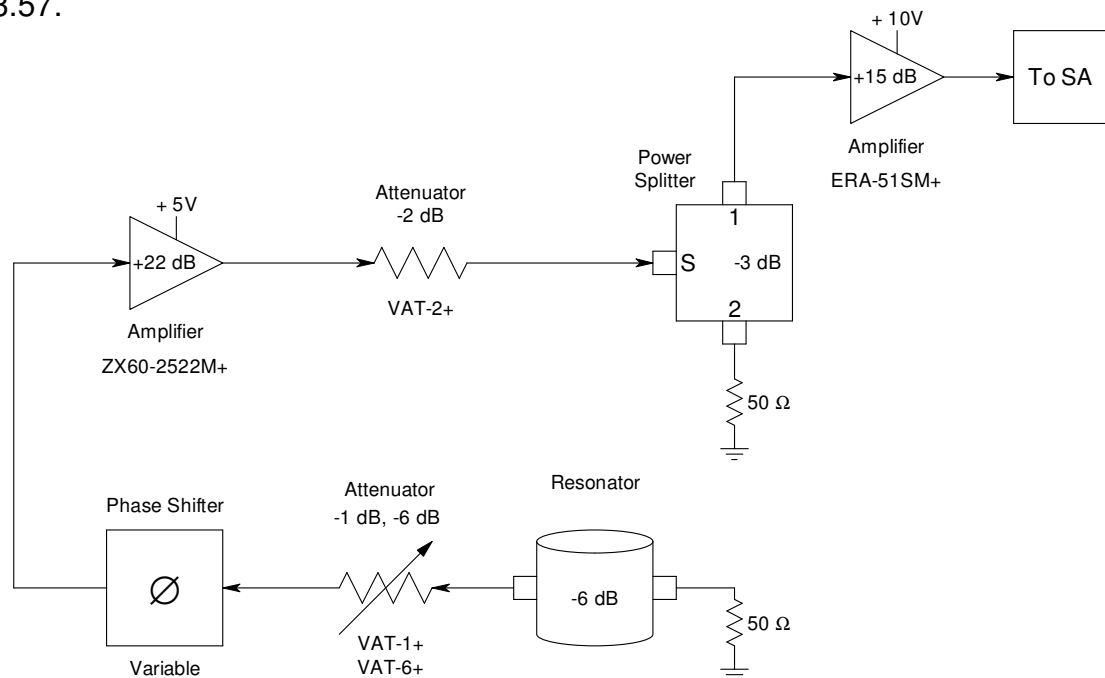 3.57.
+ 10V
+15 dB
To SA
Amplifier
ERA-51SM+
Power
Splitter
1
S
-3 dB
2
50 Ω
Attenuator
-2 dB
VAT-2+
+ 5V
+22 dB
Amplifier
ZX60-2522M+
Phase Shifter
Ø
Variable
Attenuator
-1 dB, -6 dB
VAT-1+
VAT-6+
Resonator
-6 dB
50 Ω